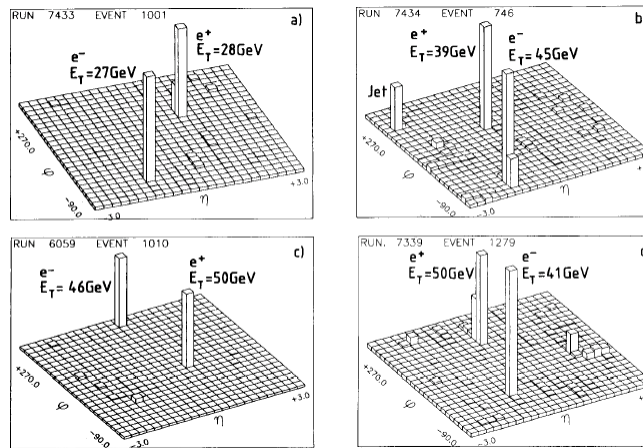 RUN 7433 EVENT 1001
a)
e⁻
E_T=27GeV
e⁺
E_T=28GeV
+270.0
φ
-90.0
-3.0
η
+3.0
RUN 7434 EVENT 746
b
e⁺
E_T=39GeV
e⁻
E_T=45GeV
Jet
+270.0
φ
-90.0
-3.0
η
RUN 6059 EVENT 1010
c)
e⁻
E_T= 46GeV
e⁺
E_T=50GeV
+270.0
φ
-90.0
-3.0
η
+3.0
RUN. 7339 EVENT 1279
e⁺
E_T=50GeV
e⁻
E_T=41GeV
+270.0
φ
-90.0
-3.0
η